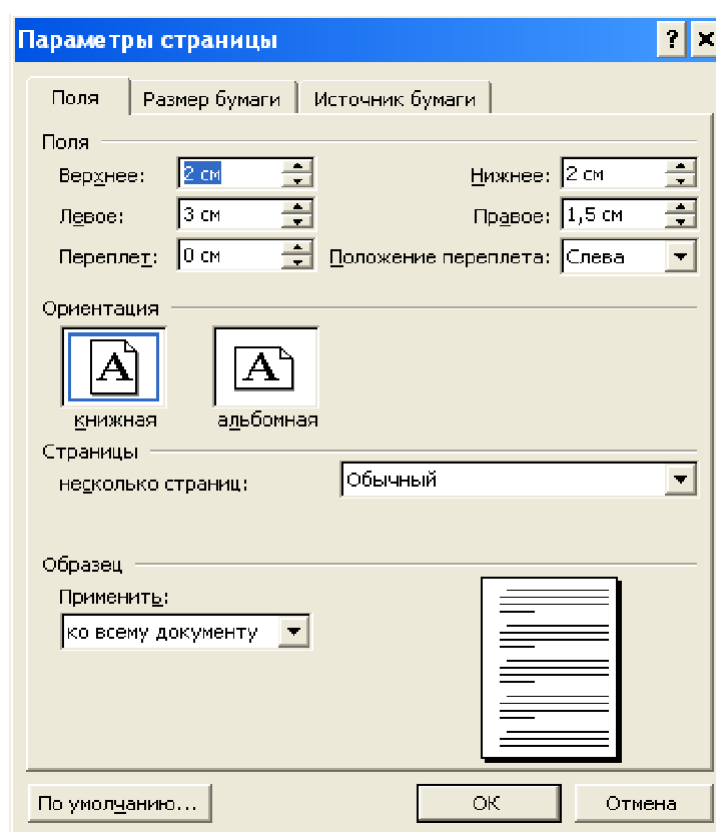 Параметры страницы ? ×
Поля Размер бумаги Источник бумаги
Поля
Верхнее: 2 см Нижнее: 2 см
Левое: 3 см Правое: 1,5 см
Переплет: 0 см Положение переплета: Слева
Ориентация
A A
книжная альбомная
Страницы
несколько страниц: Обычный
Образец
Применить:
ко всему документу
По умолчанию... ОК Отмена